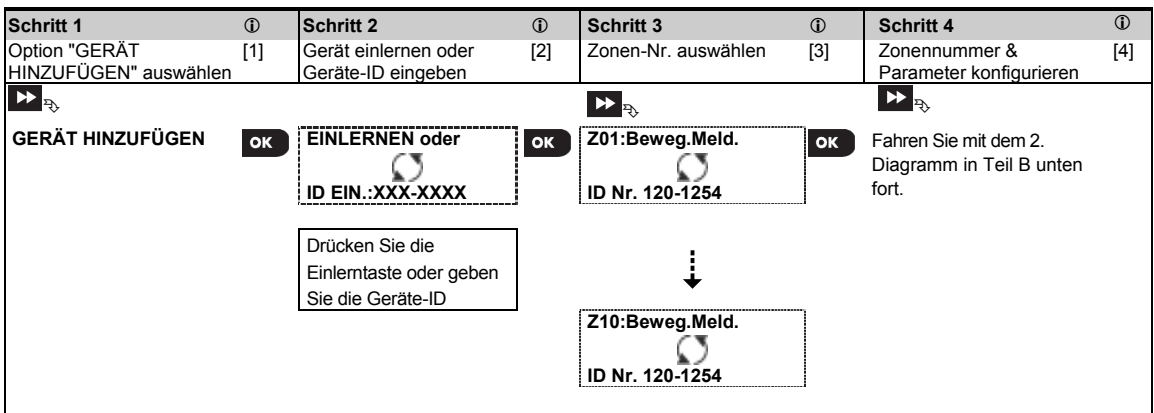 Schritt 1
Option "GERÄT [1]
HINZUFÜGEN" auswählen
Schritt 2
Gerät einlernen oder [2]
Geräte-ID eingeben
Schritt 3
Zonen-Nr. auswählen [3]
Schritt 4
Zonennummer & [4]
Parameter konfigurieren
GERÄT HINZUFÜGEN
OK
EINLERNEN oder
ID EIN.:XXX-XXXX
Drücken Sie die
Einlerntaste oder geben
Sie die Geräte-ID
OK
Z01:Beweg.Meld.
ID Nr. 120-1254
Z10:Beweg.Meld.
ID Nr. 120-1254
OK
Fahren Sie mit dem 2.
Diagramm in Teil B unten
fort.